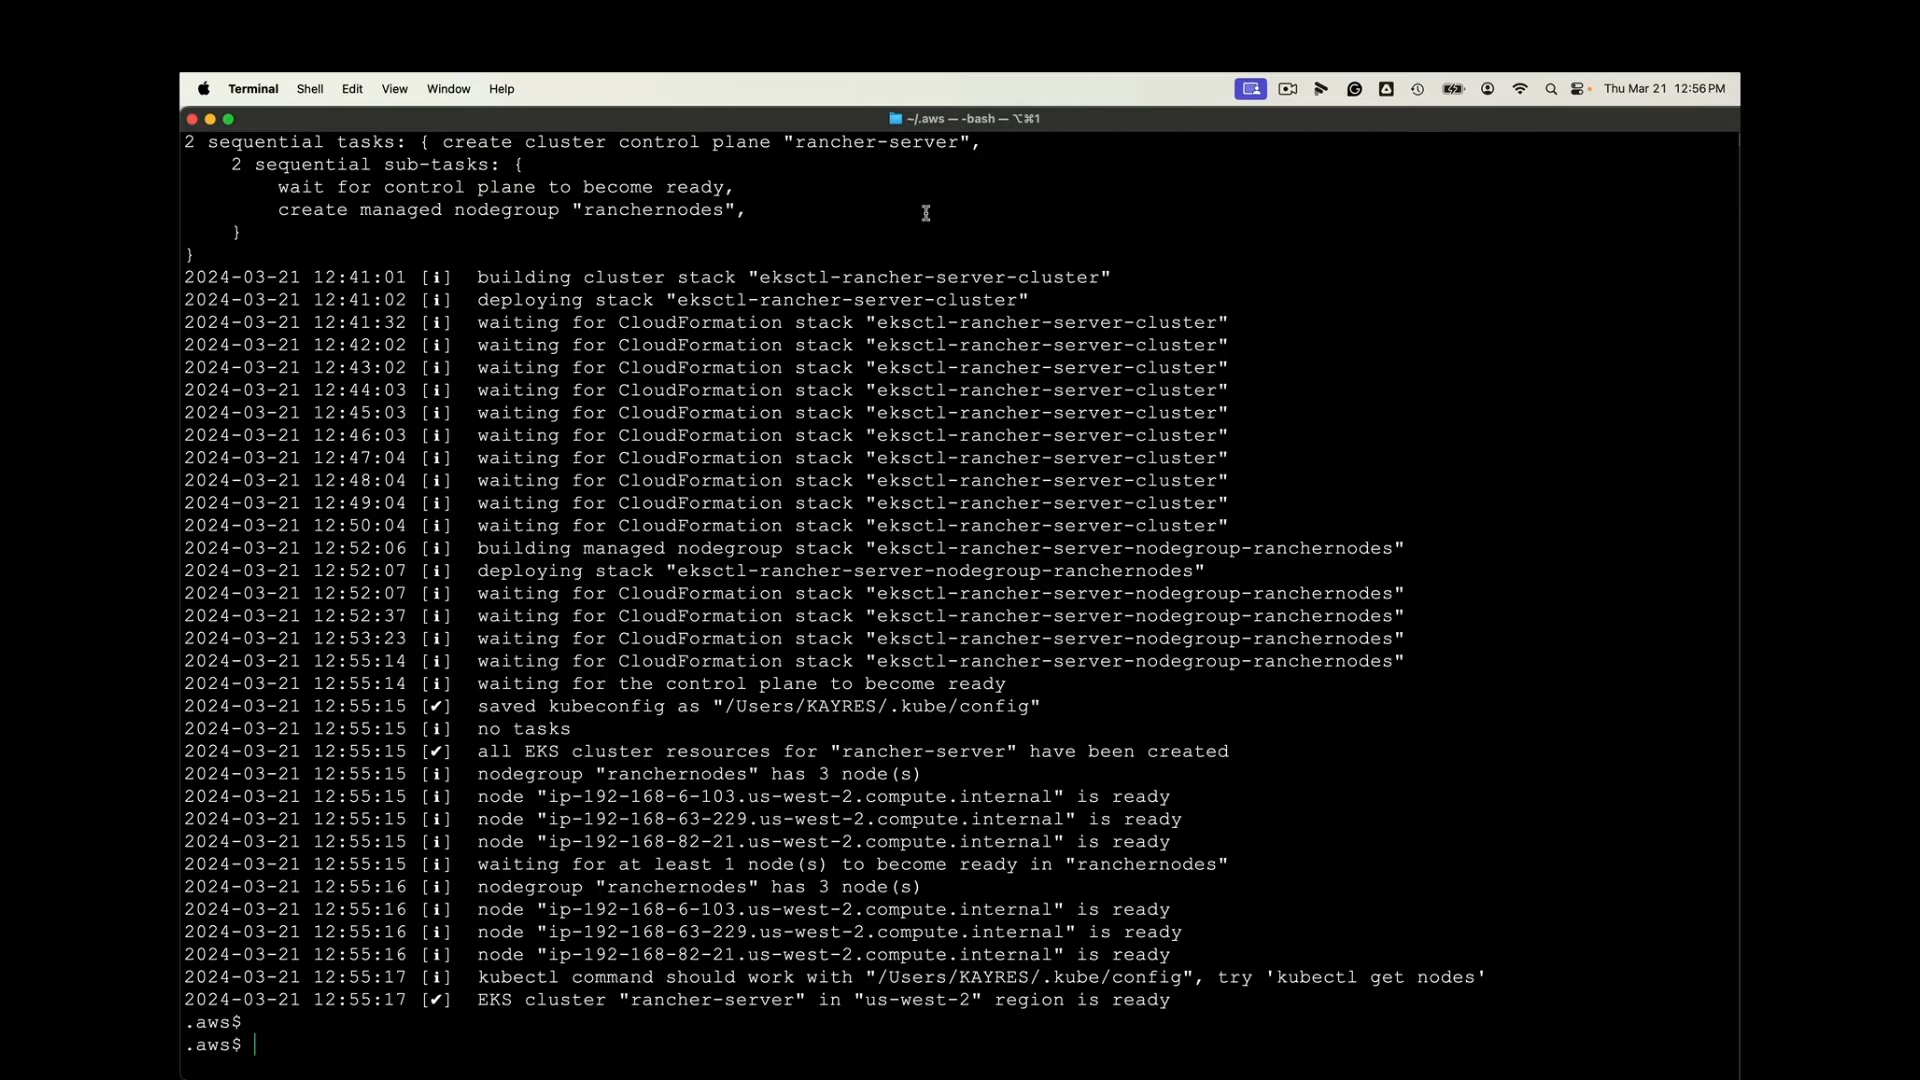 Terminal Shell Edit View Window Help Thu Mar 21 12:56 PM
~/.aws — -bash — ⌥⌘1
2 sequential tasks: { create cluster control plane "rancher-server",
    2 sequential sub-tasks: {
        wait for control plane to become ready,
        create managed nodegroup "ranchernodes",
    }
}
2024-03-21 12:41:01 [ℹ]  building cluster stack "eksctl-rancher-server-cluster"
2024-03-21 12:41:02 [ℹ]  deploying stack "eksctl-rancher-server-cluster"
2024-03-21 12:41:32 [ℹ]  waiting for CloudFormation stack "eksctl-rancher-server-cluster"
2024-03-21 12:42:02 [ℹ]  waiting for CloudFormation stack "eksctl-rancher-server-cluster"
2024-03-21 12:43:02 [ℹ]  waiting for CloudFormation stack "eksctl-rancher-server-cluster"
2024-03-21 12:44:03 [ℹ]  waiting for CloudFormation stack "eksctl-rancher-server-cluster"
2024-03-21 12:45:03 [ℹ]  waiting for CloudFormation stack "eksctl-rancher-server-cluster"
2024-03-21 12:46:03 [ℹ]  waiting for CloudFormation stack "eksctl-rancher-server-cluster"
2024-03-21 12:47:04 [ℹ]  waiting for CloudFormation stack "eksctl-rancher-server-cluster"
2024-03-21 12:48:04 [ℹ]  waiting for CloudFormation stack "eksctl-rancher-server-cluster"
2024-03-21 12:49:04 [ℹ]  waiting for CloudFormation stack "eksctl-rancher-server-cluster"
2024-03-21 12:50:04 [ℹ]  waiting for CloudFormation stack "eksctl-rancher-server-cluster"
2024-03-21 12:52:06 [ℹ]  building managed nodegroup stack "eksctl-rancher-server-nodegroup-ranchernodes"
2024-03-21 12:52:07 [ℹ]  deploying stack "eksctl-rancher-server-nodegroup-ranchernodes"
2024-03-21 12:52:07 [ℹ]  waiting for CloudFormation stack "eksctl-rancher-server-nodegroup-ranchernodes"
2024-03-21 12:52:37 [ℹ]  waiting for CloudFormation stack "eksctl-rancher-server-nodegroup-ranchernodes"
2024-03-21 12:53:23 [ℹ]  waiting for CloudFormation stack "eksctl-rancher-server-nodegroup-ranchernodes"
2024-03-21 12:55:14 [ℹ]  waiting for CloudFormation stack "eksctl-rancher-server-nodegroup-ranchernodes"
2024-03-21 12:55:14 [ℹ]  waiting for the control plane to become ready
2024-03-21 12:55:15 [✔]  saved kubeconfig as "/Users/KAYRES/.kube/config"
2024-03-21 12:55:15 [ℹ]  no tasks
2024-03-21 12:55:15 [✔]  all EKS cluster resources for "rancher-server" have been created
2024-03-21 12:55:15 [ℹ]  nodegroup "ranchernodes" has 3 node(s)
2024-03-21 12:55:15 [ℹ]  node "ip-192-168-6-103.us-west-2.compute.internal" is ready
2024-03-21 12:55:15 [ℹ]  node "ip-192-168-63-229.us-west-2.compute.internal" is ready
2024-03-21 12:55:15 [ℹ]  node "ip-192-168-82-21.us-west-2.compute.internal" is ready
2024-03-21 12:55:15 [ℹ]  waiting for at least 1 node(s) to become ready in "ranchernodes"
2024-03-21 12:55:16 [ℹ]  nodegroup "ranchernodes" has 3 node(s)
2024-03-21 12:55:16 [ℹ]  node "ip-192-168-6-103.us-west-2.compute.internal" is ready
2024-03-21 12:55:16 [ℹ]  node "ip-192-168-63-229.us-west-2.compute.internal" is ready
2024-03-21 12:55:16 [ℹ]  node "ip-192-168-82-21.us-west-2.compute.internal" is ready
2024-03-21 12:55:17 [ℹ]  kubectl command should work with "/Users/KAYRES/.kube/config", try 'kubectl get nodes'
2024-03-21 12:55:17 [✔]  EKS cluster "rancher-server" in "us-west-2" region is ready
.aws$
.aws$